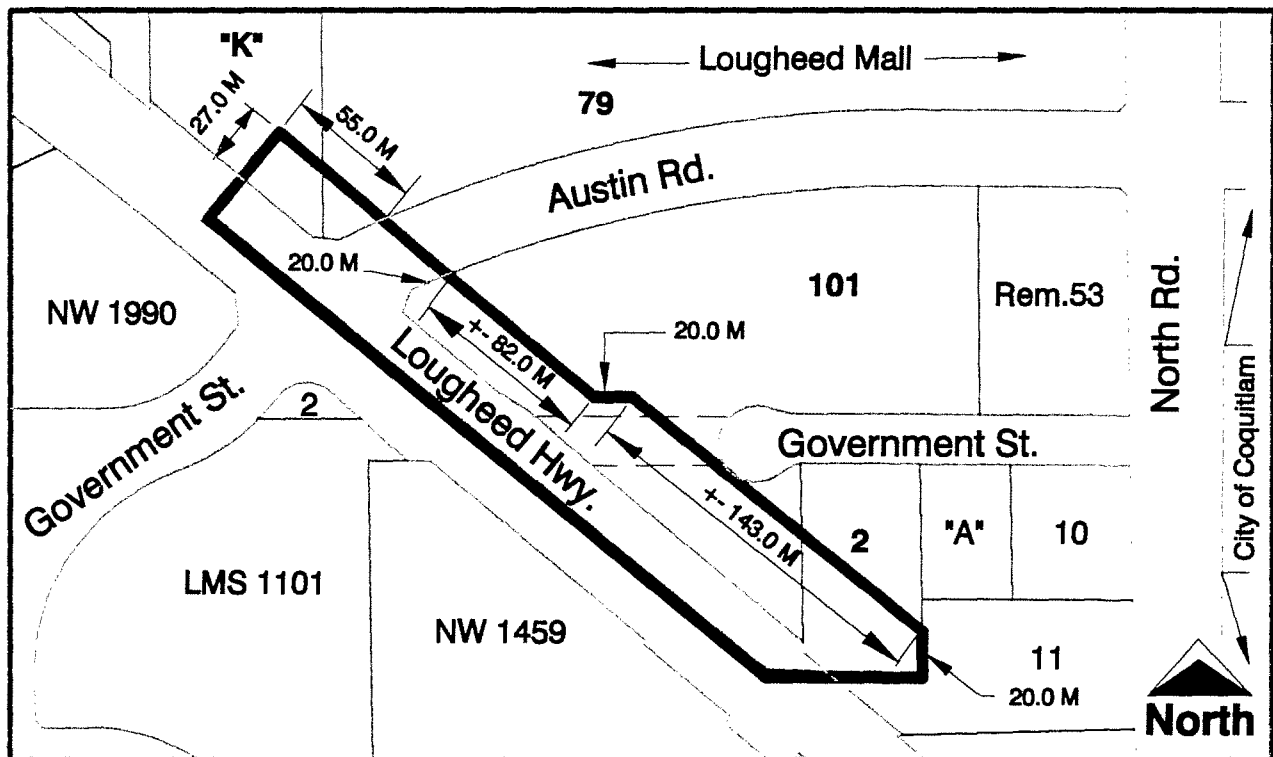 "K"
Lougheed Mall
79
27.0 M
55.0 M
Austin Rd.
20.0 M
101
Rem.53
North Rd.
NW 1990
+- 82.0 M
20.0 M
Lougheed Hwy.
2
Government St.
Government St.
City of Coquitlam
+- 143.0 M
2
"A"
10
LMS 1101
NW 1459
11
20.0 M
North